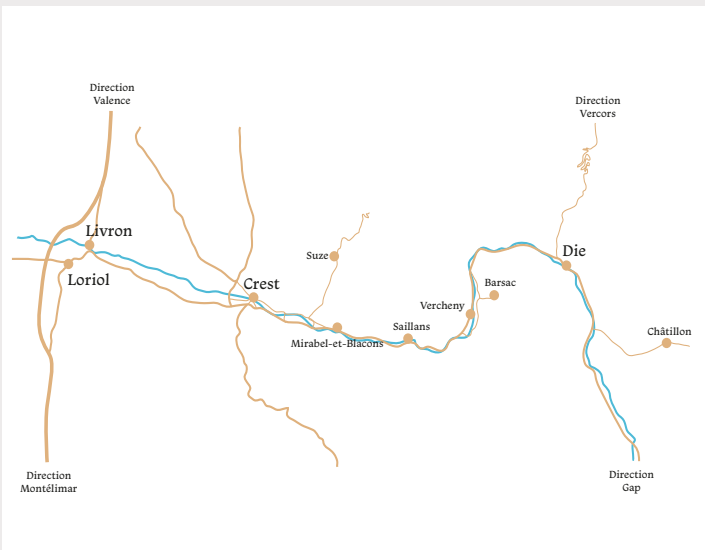 Direction
Valence
Direction
Vercors
Livron
Loriol
Die
Suze
Crest
Barsac
Vercheny
Saillans
Mirabel-et-Blacons
Châtillon
Direction
Montélimar
Direction
Gap